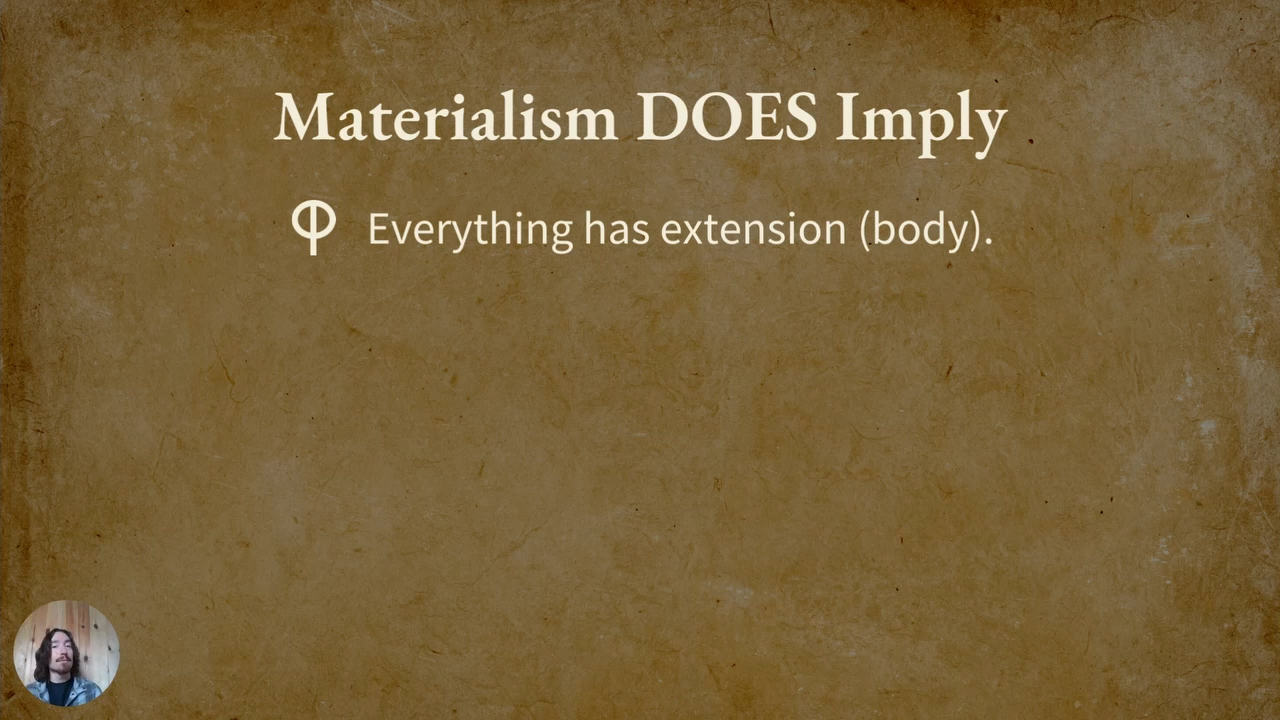 Materialism DOES Imply
Φ Everything has extension (body).